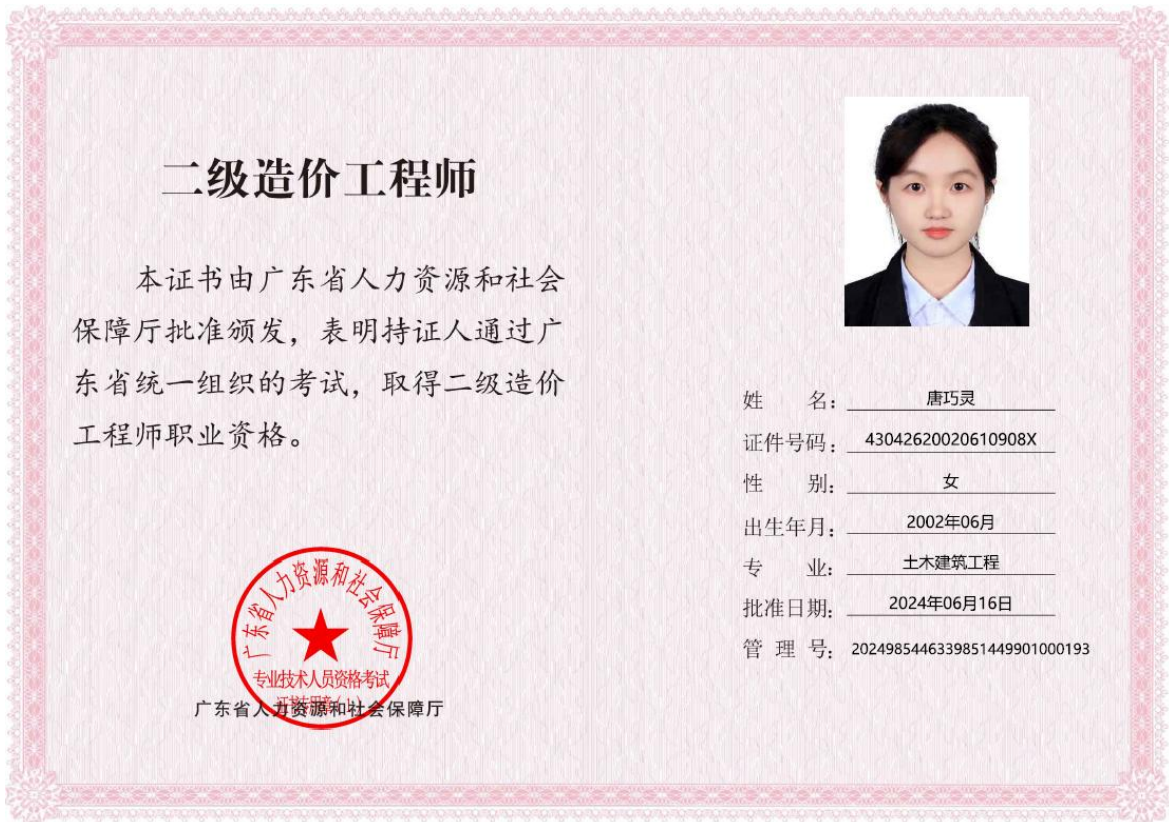 二级造价工程师
本证书由广东省人力资源和社会
保障厅批准颁发，表明持证人通过广
东省统一组织的考试，取得二级造价
工程师职业资格。
广东省人力资源和社会保障厅
专业技术人员资格考试
广东省人力资源和社会保障厅
姓名：唐巧灵
证件号码：43042620020610908X
性别：女
出生年月：2002年06月
专业：土木建筑工程
批准日期：2024年06月16日
管理号：2024985446339851449901000193